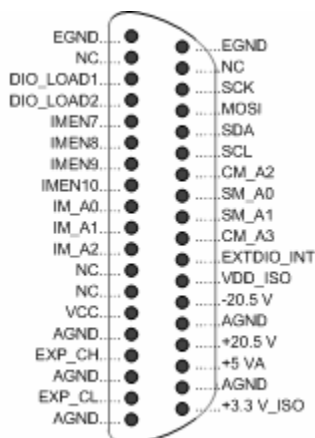 EGND
NC
DIO_LOAD1
DIO_LOAD2
IMEN7
IMEN8
IMEN9
IMEN10
IM_A0
IM_A1
IM_A2
NC
NC
VCC
AGND
EXP_CH
AGND
EXP_CL
AGND
EGND
NC
SCK
MOSI
SDA
SCL
CM_A2
SM_A0
SM_A1
CM_A3
EXTDIO_INT
VDD_ISO
-20.5 V
AGND
+20.5 V
+5 VA
AGND
+3.3 V_ISO